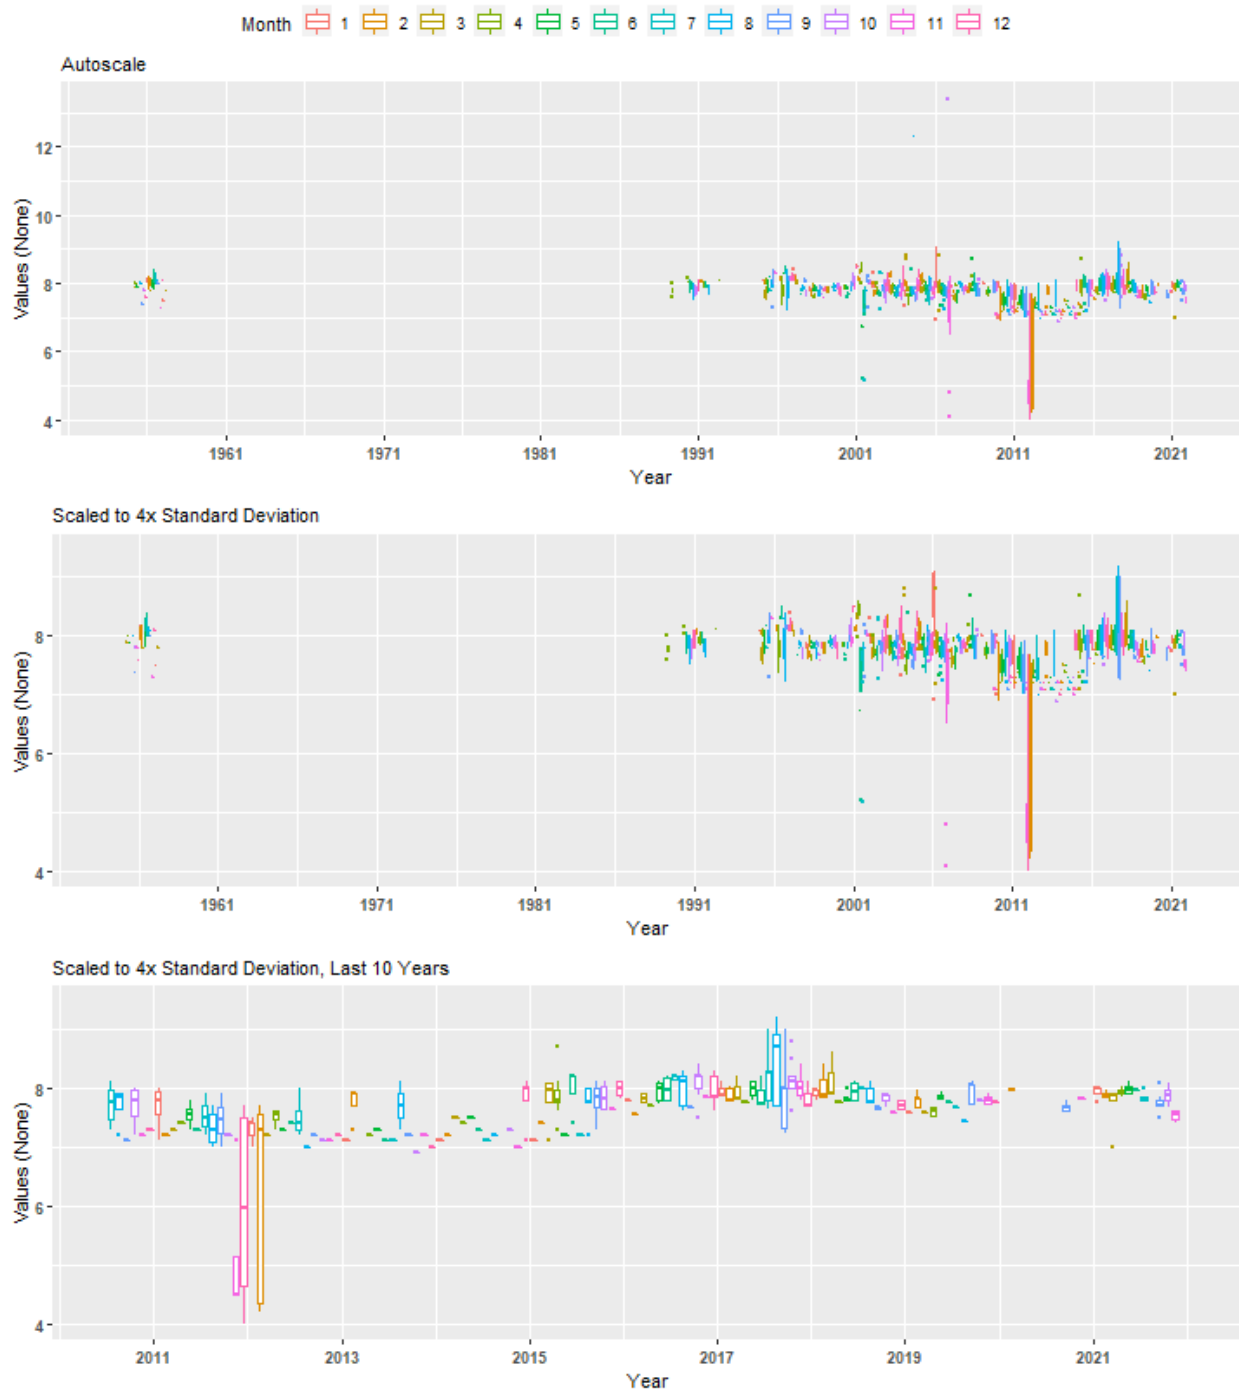 Month 1 2 3 4 5 6 7 8 9 10 11 12
Autoscale
Values (None)
12
10
8
6
4
1961 1971 1981 1991 2001 2011 2021
Year
Scaled to 4x Standard Deviation
Values (None)
8
6
4
1961 1971 1981 1991 2001 2011 2021
Year
Scaled to 4x Standard Deviation, Last 10 Years
Values (None)
8
6
4
2011 2013 2015 2017 2019 2021
Year